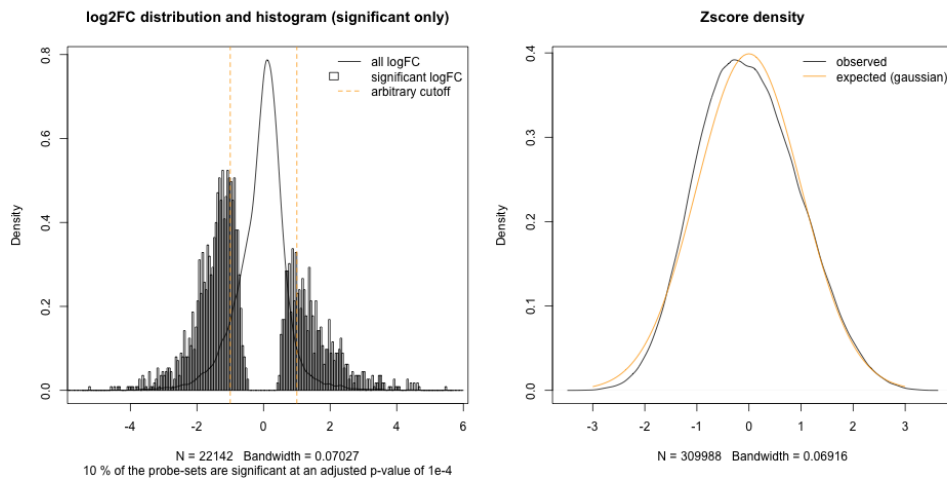 log2FC distribution and histogram (significant only)
all logFC
significant logFC
arbitrary cutoff
Density
0.0
0.2
0.4
0.6
0.8
-4
-2
0
2
4
6
N = 22142 Bandwidth = 0.07027
10 % of the probe-sets are significant at an adjusted p-value of 1e-4
Zscore density
observed
expected (gaussian)
Density
0.0
0.1
0.2
0.3
0.4
-3
-2
-1
0
1
2
3
N = 309988 Bandwidth = 0.06916